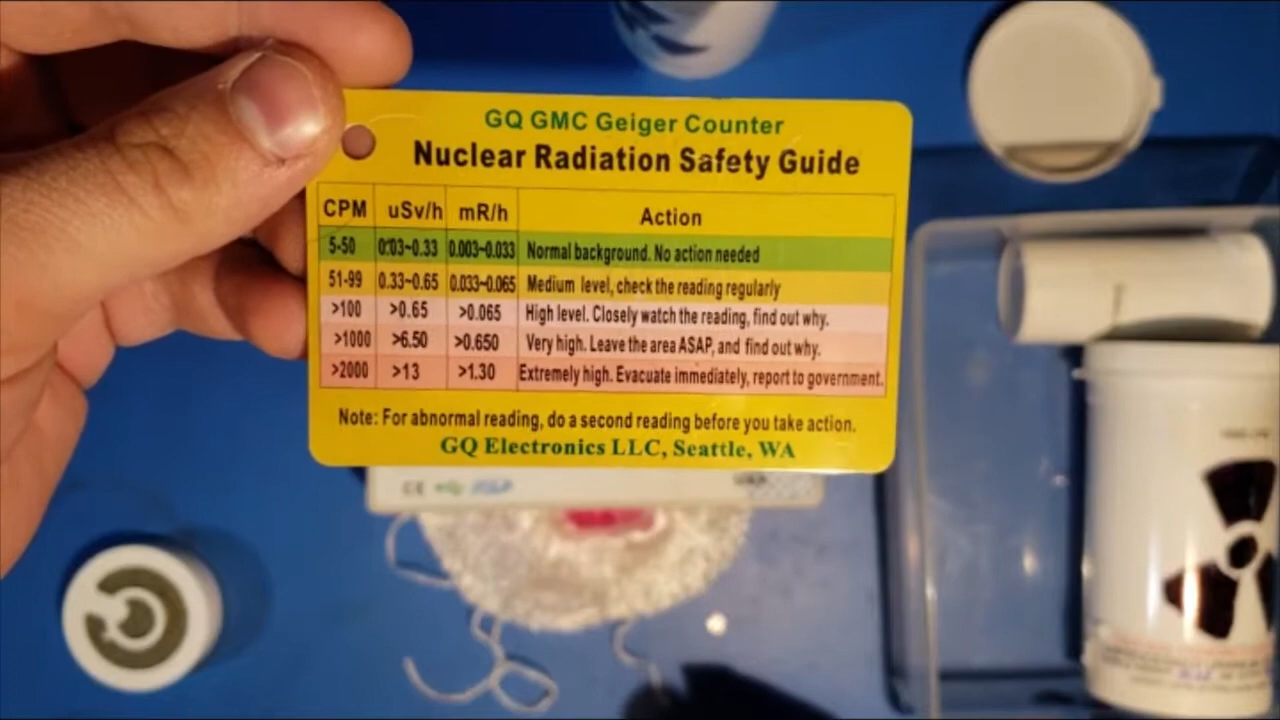 GQ GMC Geiger Counter
Nuclear Radiation Safety Guide
CPM uSv/h mR/h Action
5-50 0.03~0.33 0.003~0.033 Normal background. No action needed
51-99 0.33~0.65 0.033~0.065 Medium level, check the reading regularly
>100 >0.65 >0.065 High level. Closely watch the reading, find out why.
>1000 >6.50 >0.650 Very high. Leave the area ASAP, and find out why.
>2000 >13 >1.30 Extremely high. Evacuate immediately, report to government.
Note: For abnormal reading, do a second reading before you take action.
GQ Electronics LLC, Seattle, WA
CE